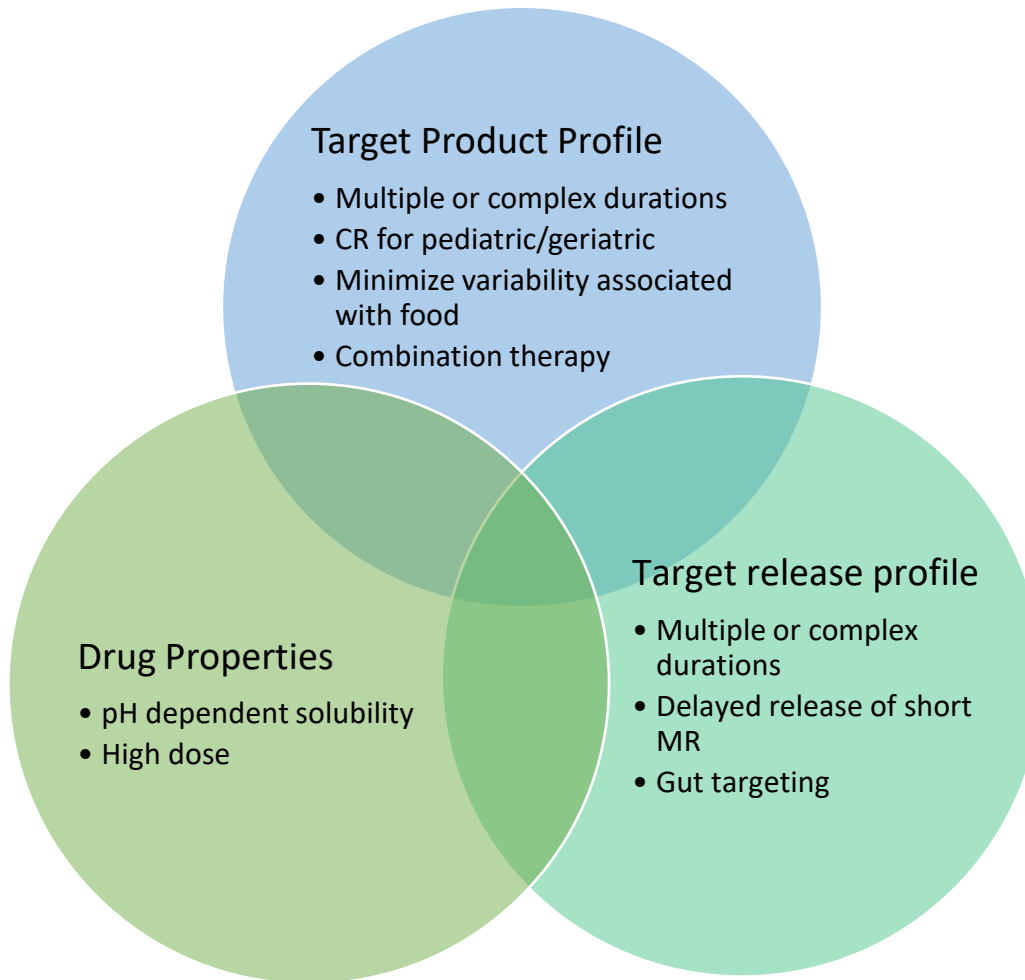 Target Product Profile
• Multiple or complex durations
• CR for pediatric/geriatric
• Minimize variability associated
with food
• Combination therapy
Target release profile
• Multiple or complex
durations
• Delayed release of short
MR
• Gut targeting
Drug Properties
• pH dependent solubility
• High dose